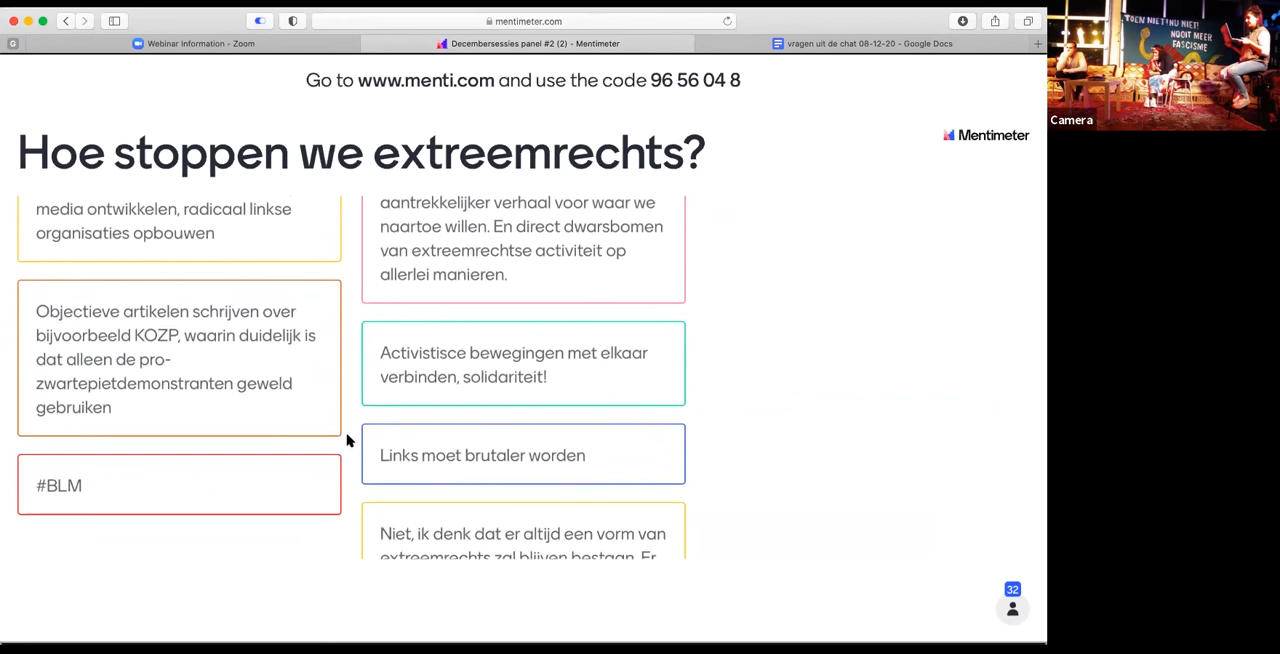 mentimeter.com
G
Webinar Information - Zoom
Decembersessies panel #2 (2) - Mentimeter
vragen uit de chat 08-12-20 - Google Docs
Go to www.menti.com and use the code 96 56 04 8
Mentimeter
Hoe stoppen we extreemrechts?
media ontwikkelen, radicaal linkse
organisaties opbouwen
Objectieve artikelen schrijven over
bijvoorbeeld KOZP, waarin duidelijk is
dat alleen de pro-
zwartepietdemonstranten geweld
gebruiken
#BLM
aantrekkelijker verhaal voor waar we
naartoe willen. En direct dwarsbomen
van extreemrechtse activiteit op
allerlei manieren.
Activistisce bewegingen met elkaar
verbinden, solidariteit!
Links moet brutaler worden
Niet, ik denk dat er altijd een vorm van
extreemrechts zal blijven bestaan. Er
32
TOEN NIET! NU NIET!
NOOIT MEER
FASCISME
Camera